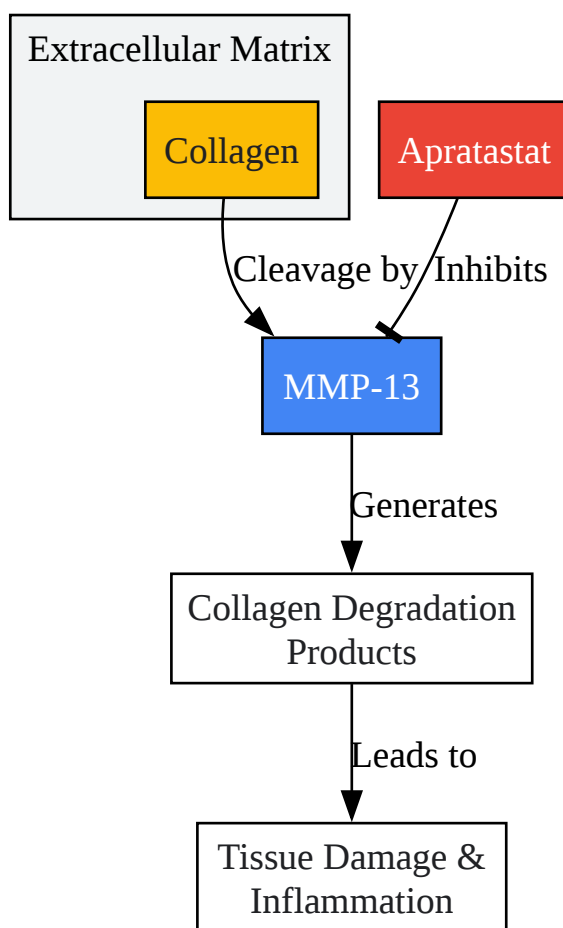 Extracellular Matrix
Collagen
Apratastat
Cleavage by
Inhibits
MMP-13
Generates
Collagen Degradation
Products
Leads to
Tissue Damage &
Inflammation